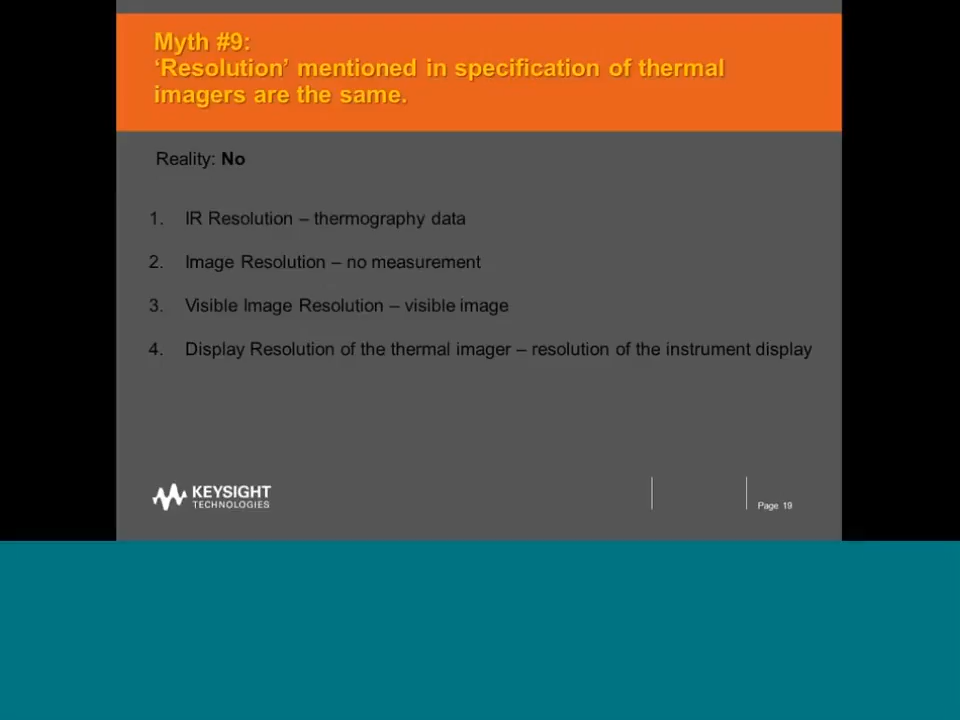 Myth #9:
‘Resolution’ mentioned in specification of thermal
imagers are the same.
Reality: No
1. IR Resolution – thermography data
2. Image Resolution – no measurement
3. Visible Image Resolution – visible image
4. Display Resolution of the thermal imager – resolution of the instrument display
KEYSIGHT
TECHNOLOGIES
Page 19